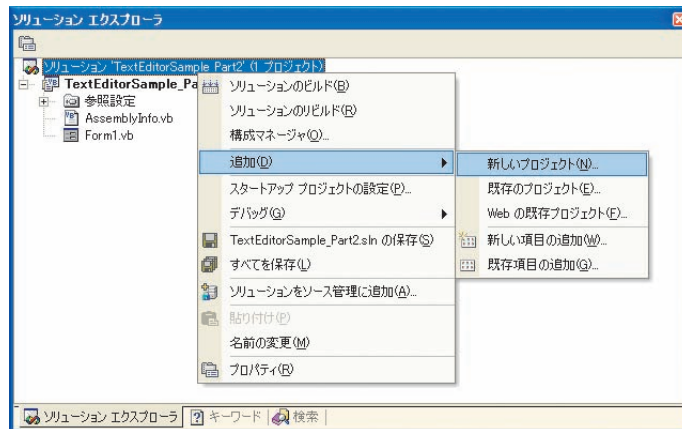 ソリューション エクスプローラ
ソリューション 'TextEditorSample_Part2' (1 プロジェクト)
TextEditorSample_Pa
参照設定
AssemblyInfo.vb
Form1.vb
ソリューションのビルド(B)
ソリューションのリビルド(R)
構成マネージャ(O)...
追加(D)
スタートアップ プロジェクトの設定(P)...
デバッグ(G)
TextEditorSample_Part2.sln の保存(S)
すべてを保存(L)
ソリューションをソース管理に追加(A)...
貼り付け(P)
名前の変更(M)
プロパティ(R)
新しいプロジェクト(N)...
既存のプロジェクト(E)...
Web の既存プロジェクト(F)...
新しい項目の追加(W)...
既存項目の追加(G)...
ソリューション エクスプローラ
キーワード
検索